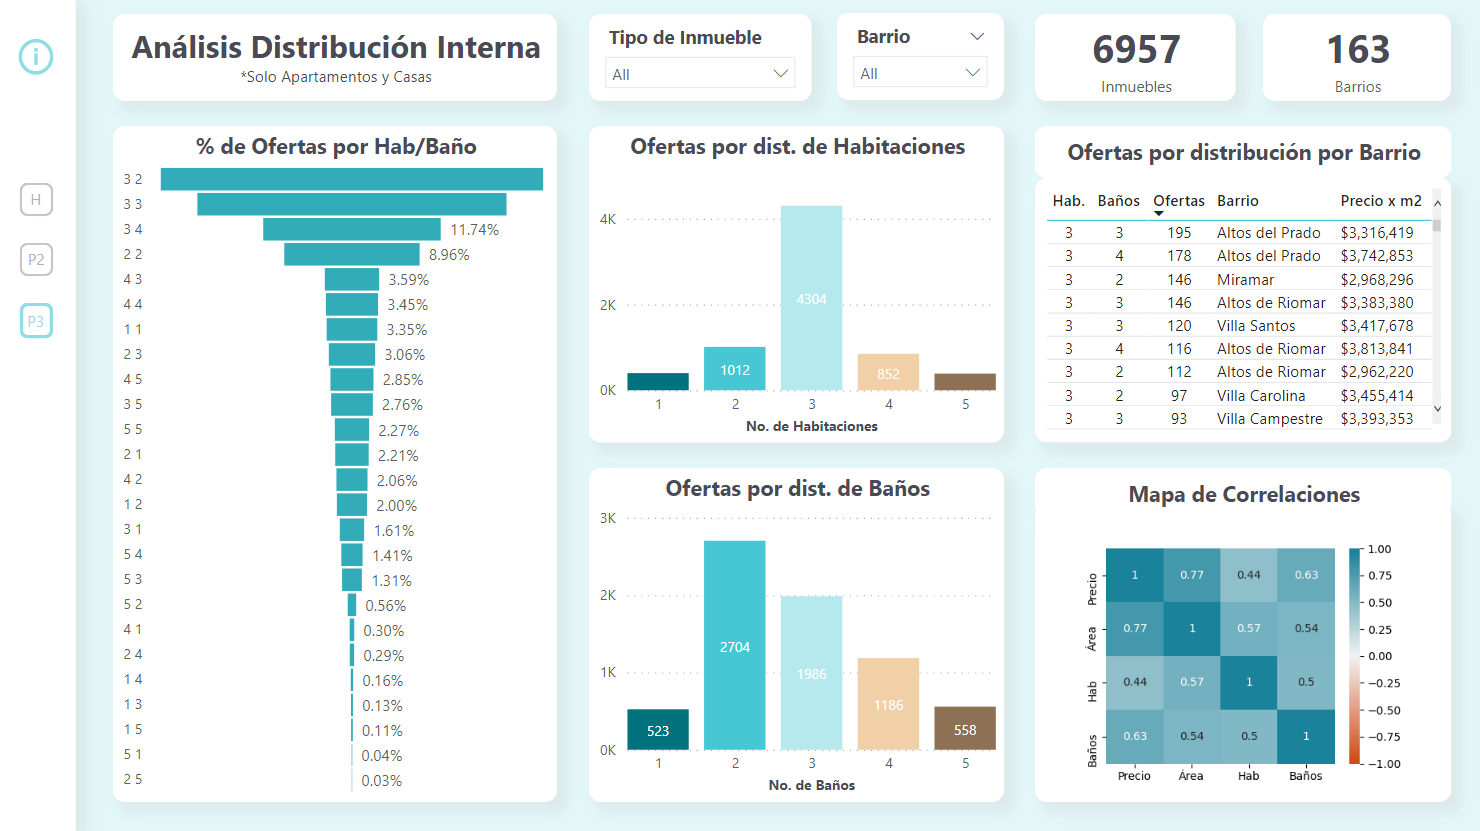 i
H
P2
P3
Análisis Distribución Interna
*Solo Apartamentos y Casas
Tipo de Inmueble
All
Barrio
All
6957
Inmuebles
163
Barrios
% de Ofertas por Hab/Baño
3 2
3 3
3 4 11.74%
2 2 8.96%
4 3 3.59%
4 4 3.45%
1 1 3.35%
2 3 3.06%
4 5 2.85%
3 5 2.76%
5 5 2.27%
2 1 2.21%
4 2 2.06%
1 2 2.00%
3 1 1.61%
5 4 1.41%
5 3 1.31%
5 2 0.56%
4 1 0.30%
2 4 0.29%
1 4 0.16%
1 3 0.13%
1 5 0.11%
5 1 0.04%
2 5 0.03%
Ofertas por dist. de Habitaciones
4K
2K
0K
4304
1012
852
1 2 3 4 5
No. de Habitaciones
Ofertas por distribución por Barrio
Hab. Baños Ofertas Barrio Precio x m2
3 3 195 Altos del Prado $3,316,419
3 4 178 Altos del Prado $3,742,853
3 2 146 Miramar $2,968,296
3 3 146 Altos de Riomar $3,383,380
3 3 120 Villa Santos $3,417,678
3 4 116 Altos de Riomar $3,813,841
3 2 112 Altos de Riomar $2,962,220
3 2 97 Villa Carolina $3,455,414
3 3 93 Villa Campestre $3,393,353
Ofertas por dist. de Baños
3K
2K
1K
0K
523
2704
1986
1186
558
1 2 3 4 5
No. de Baños
Mapa de Correlaciones
Precio 1 0.77 0.44 0.63
Área 0.77 1 0.57 0.54
Hab 0.44 0.57 1 0.5
Baños 0.63 0.54 0.5 1
Precio Área Hab Baños
1.00
0.75
0.50
0.25
0.00
−0.25
−0.50
−0.75
−1.00